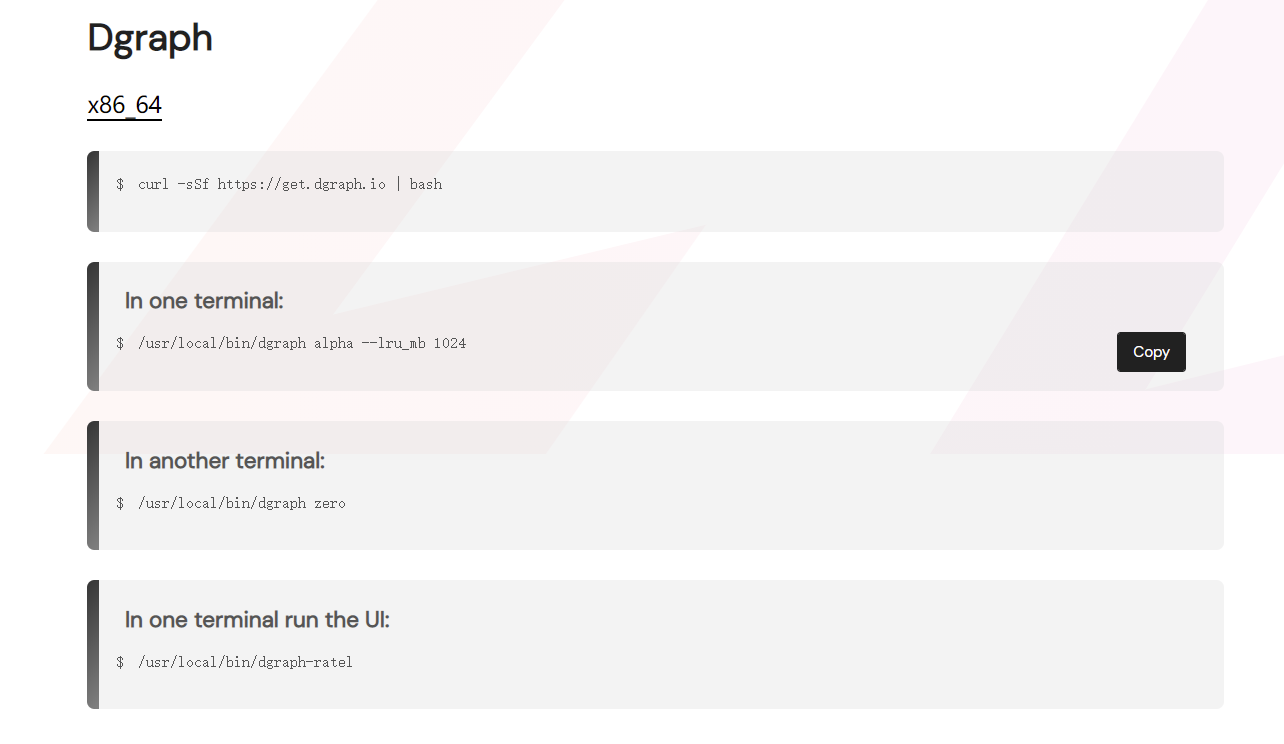 Dgraph
x86_64
$ curl -sSf https://get.dgraph.io | bash
In one terminal:
$ /usr/local/bin/dgraph alpha --lru_mb 1024
Copy
In another terminal:
$ /usr/local/bin/dgraph zero
In one terminal run the UI:
$ /usr/local/bin/dgraph-ratel